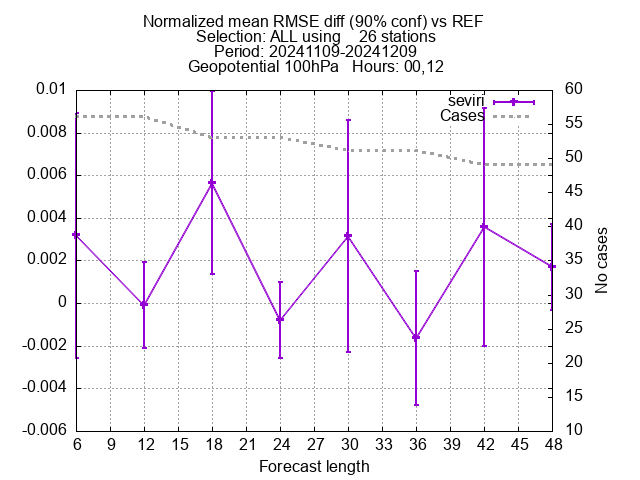 Normalized mean RMSE diff (90% conf) vs REF
Selection: ALL using    26 stations
Period: 20241109-20241209
Geopotential 100hPa   Hours: 00,12
0.01
0.008
0.006
0.004
0.002
0
-0.002
-0.004
-0.006
60
55
50
45
40
35
30
25
20
15
10
No cases
seviri
Cases
6 9 12 15 18 21 24 27 30 33 36 39 42 45 48
Forecast length